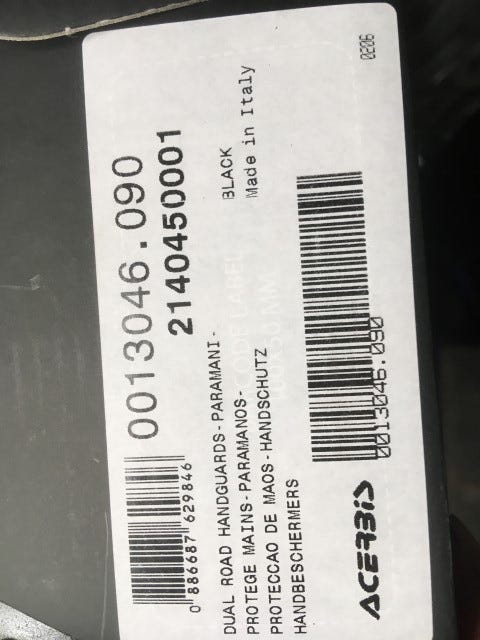 0013046.090
2140450001
0 886687 629846
DUAL ROAD HANDGUARDS-PARAMANI-
PROTEGE MAINS-PARAMANOS-
PROTECCAO DE MAOS-HANDSCHUTZ
HANDBESCHERMERS
BLACK
Made in Italy
0013046.090
ACERBIS
0206